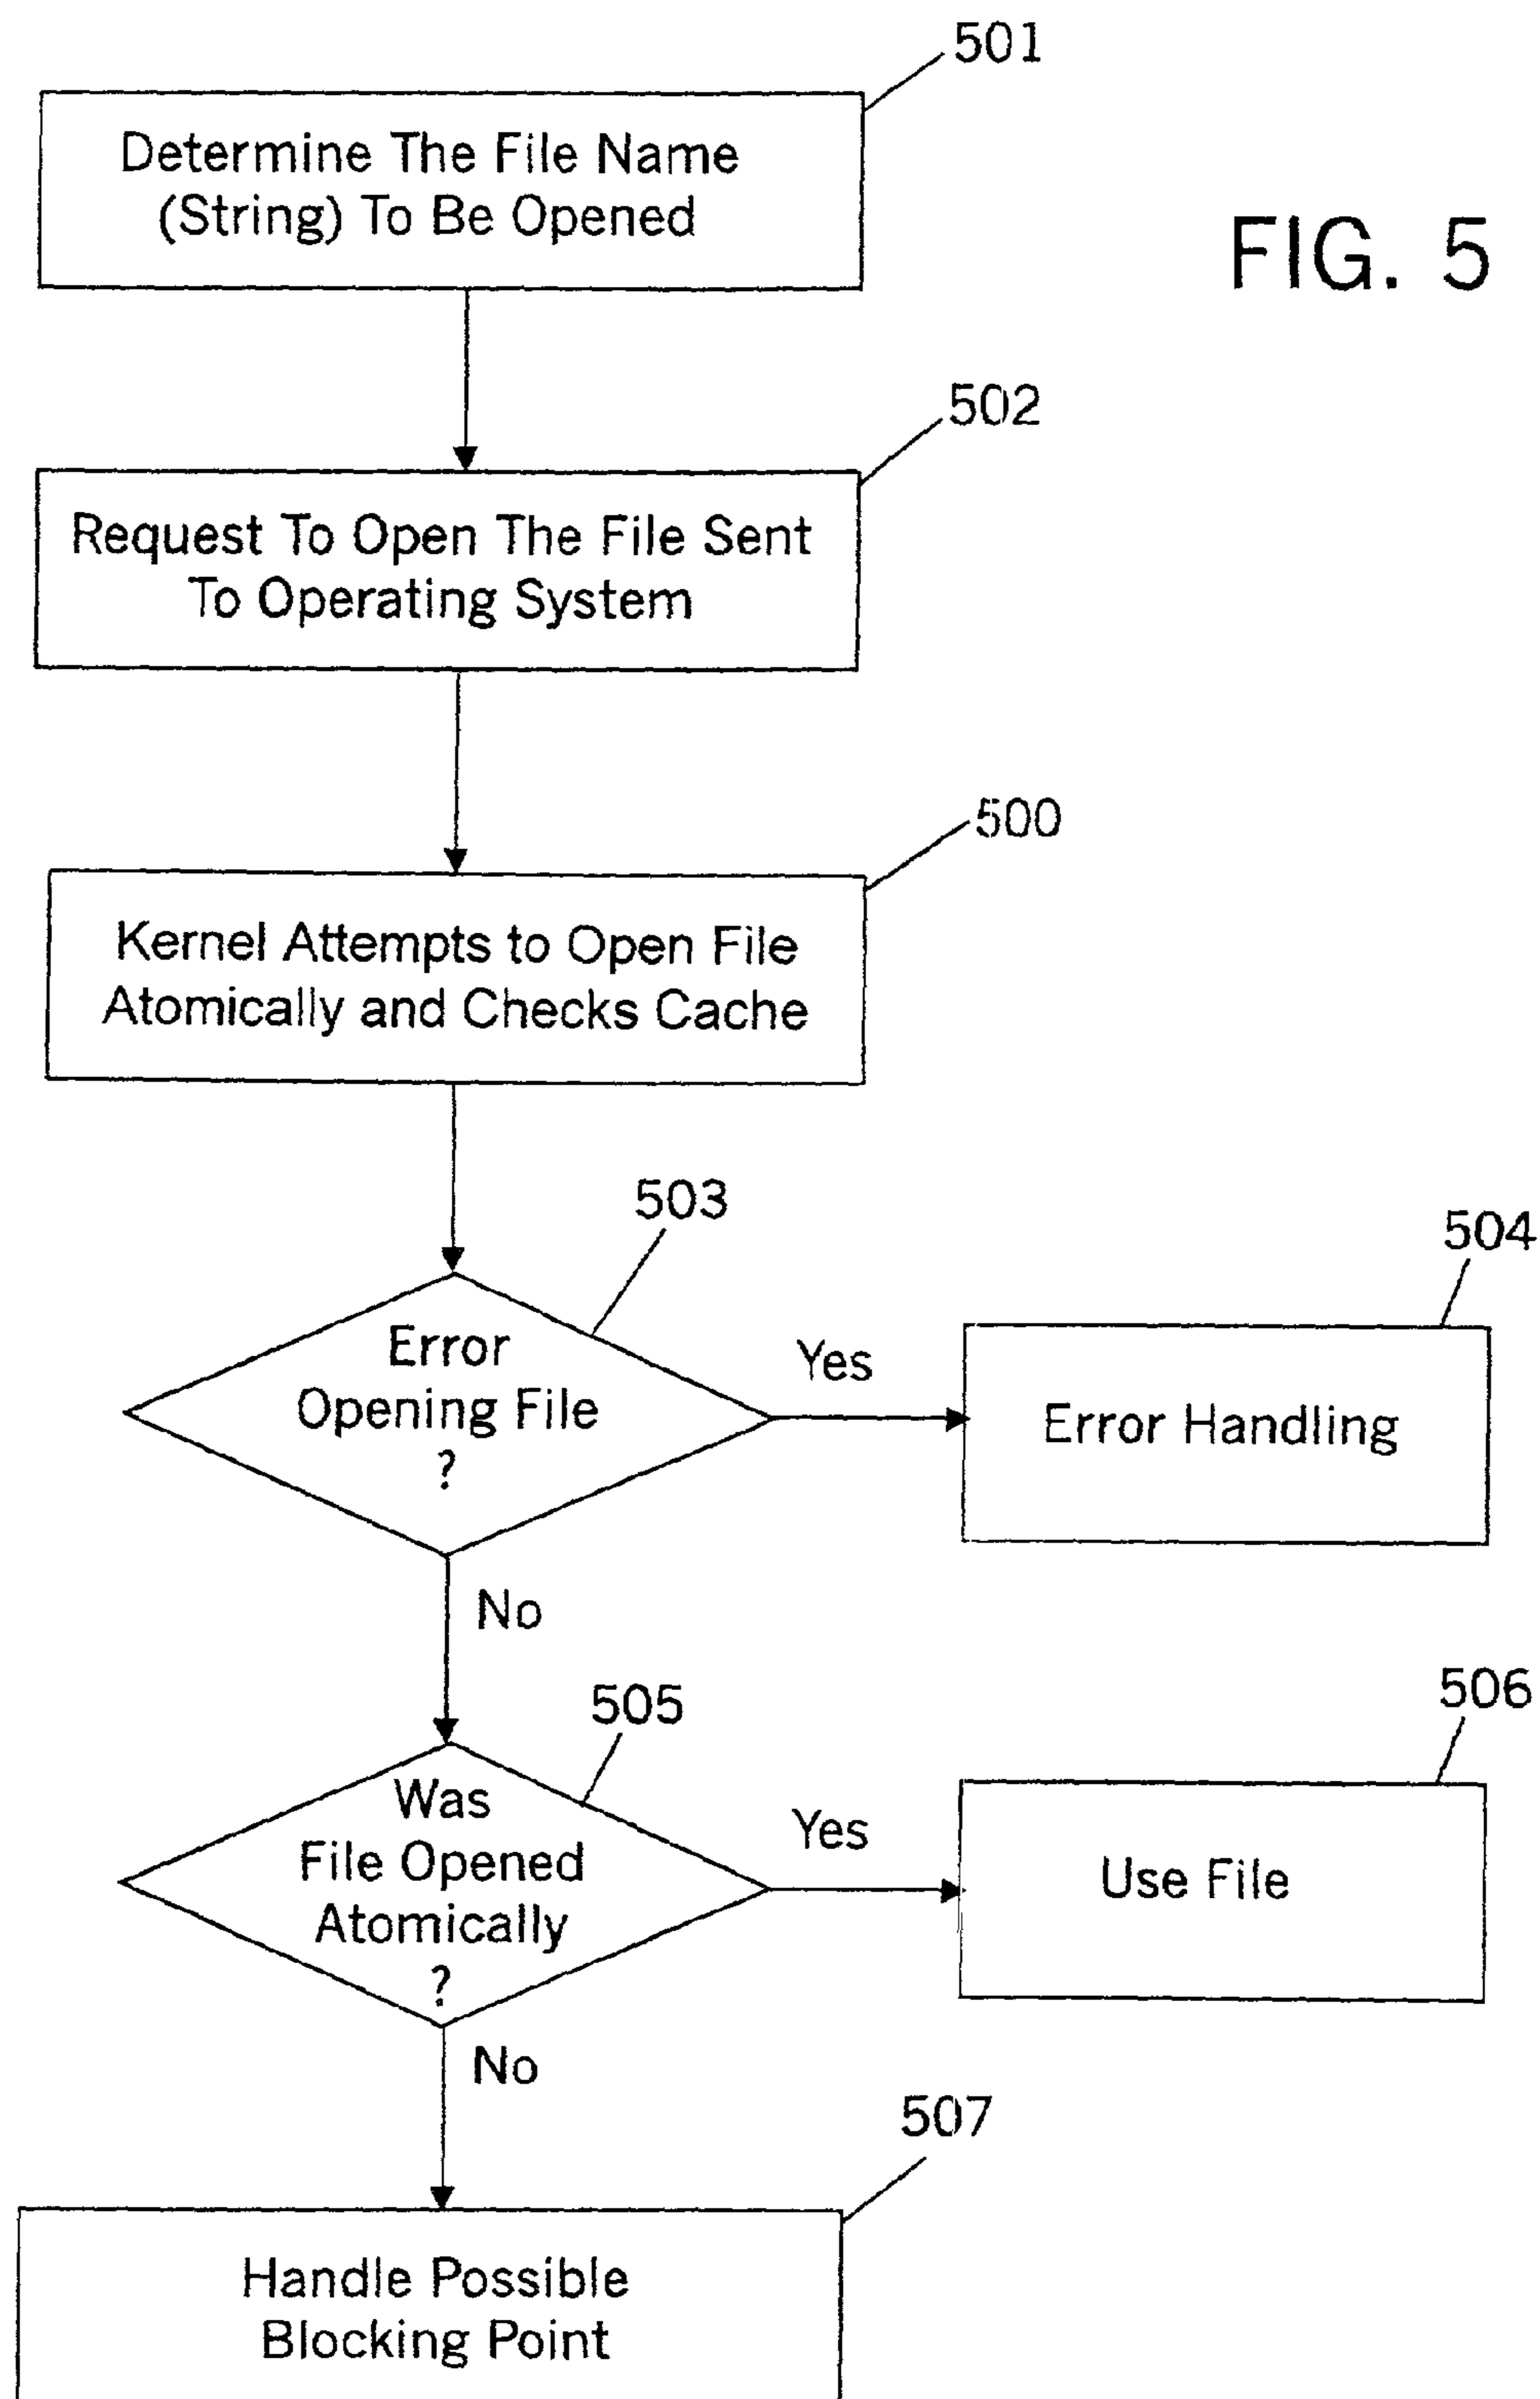 501
Determine The File Name
(String) To Be Opened
FIG. 5
502
Request To Open The File Sent
To Operating System
500
Kernel Attempts to Open File
Atomically and Checks Cache
503
Error
Opening File
?
Yes
504
Error Handling
No
505
Was
File Opened
Atomically
?
Yes
506
Use File
No
507
Handle Possible
Blocking Point